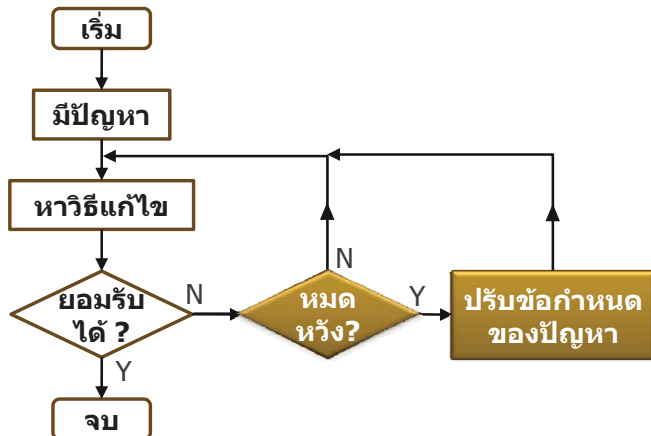 เริ่ม
มีปัญหา
หาวิธีแก้ไข
ยอมรับ
ได้ ?
N
หมด
หวัง?
N
Y
ปรับข้อกำหนด
ของปัญหา
Y
จบ